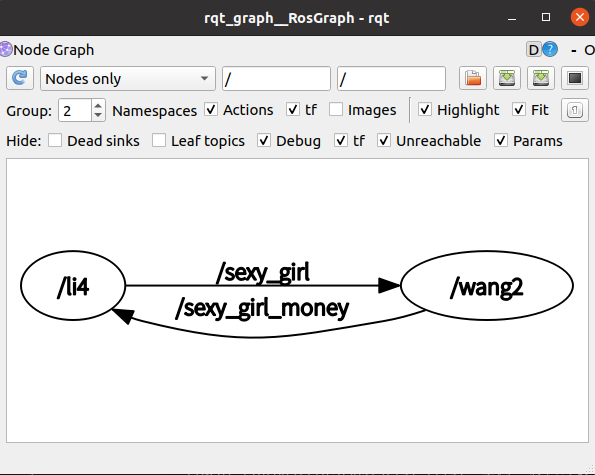 rqt_graph__RosGraph - rqt
Node Graph D ? - O
Nodes only / /
Group: 2 Namespaces Actions tf Images Highlight Fit
Hide: Dead sinks Leaf topics Debug tf Unreachable Params
/sexy_girl
/li4 /wang2
/sexy_girl_money